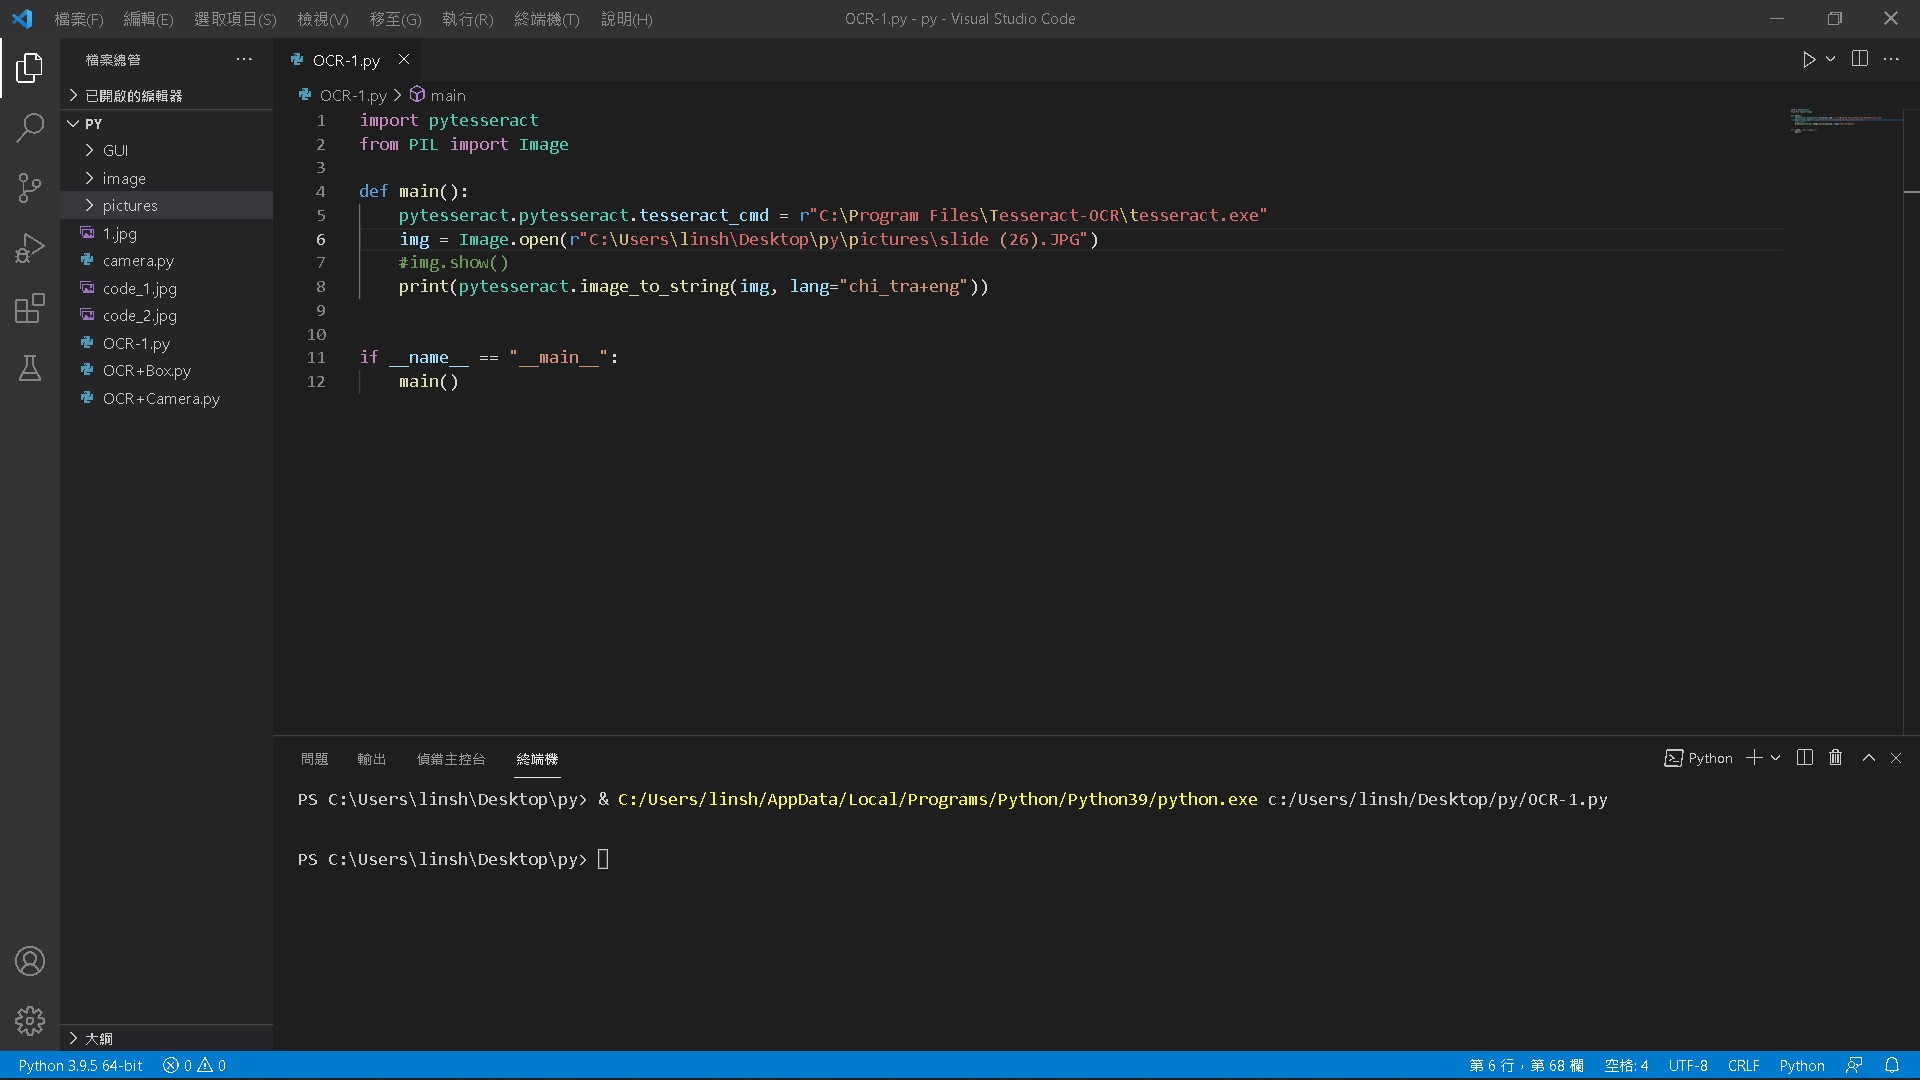 檔案(F) 編輯(E) 選取項目(S) 檢視(V) 移至(G) 執行(R) 終端機(T) 說明(H)
OCR-1.py - py - Visual Studio Code
檔案總管
已開啟的編輯器
PY
GUI
image
pictures
1.jpg
camera.py
code_1.jpg
code_2.jpg
OCR-1.py
OCR+Box.py
OCR+Camera.py
大綱
OCR-1.py
OCR-1.py main
1 import pytesseract
2 from PIL import Image
3
4 def main():
5 pytesseract.pytesseract.tesseract_cmd = r"C:\Program Files\Tesseract-OCR\tesseract.exe"
6 img = Image.open(r"C:\Users\linsh\Desktop\py\pictures\slide (26).JPG")
7 #img.show()
8 print(pytesseract.image_to_string(img, lang="chi_tra+eng"))
9
10
11 if __name__ == "__main__":
12 main()
問題 輸出 偵錯主控台 終端機
Python
PS C:\Users\linsh\Desktop\py> & C:/Users/linsh/AppData/Local/Programs/Python/Python39/python.exe c:/Users/linsh/Desktop/py/OCR-1.py
PS C:\Users\linsh\Desktop\py>
Python 3.9.5 64-bit 0 0
第 6 行，第 68 欄 空格: 4 UTF-8 CRLF Python